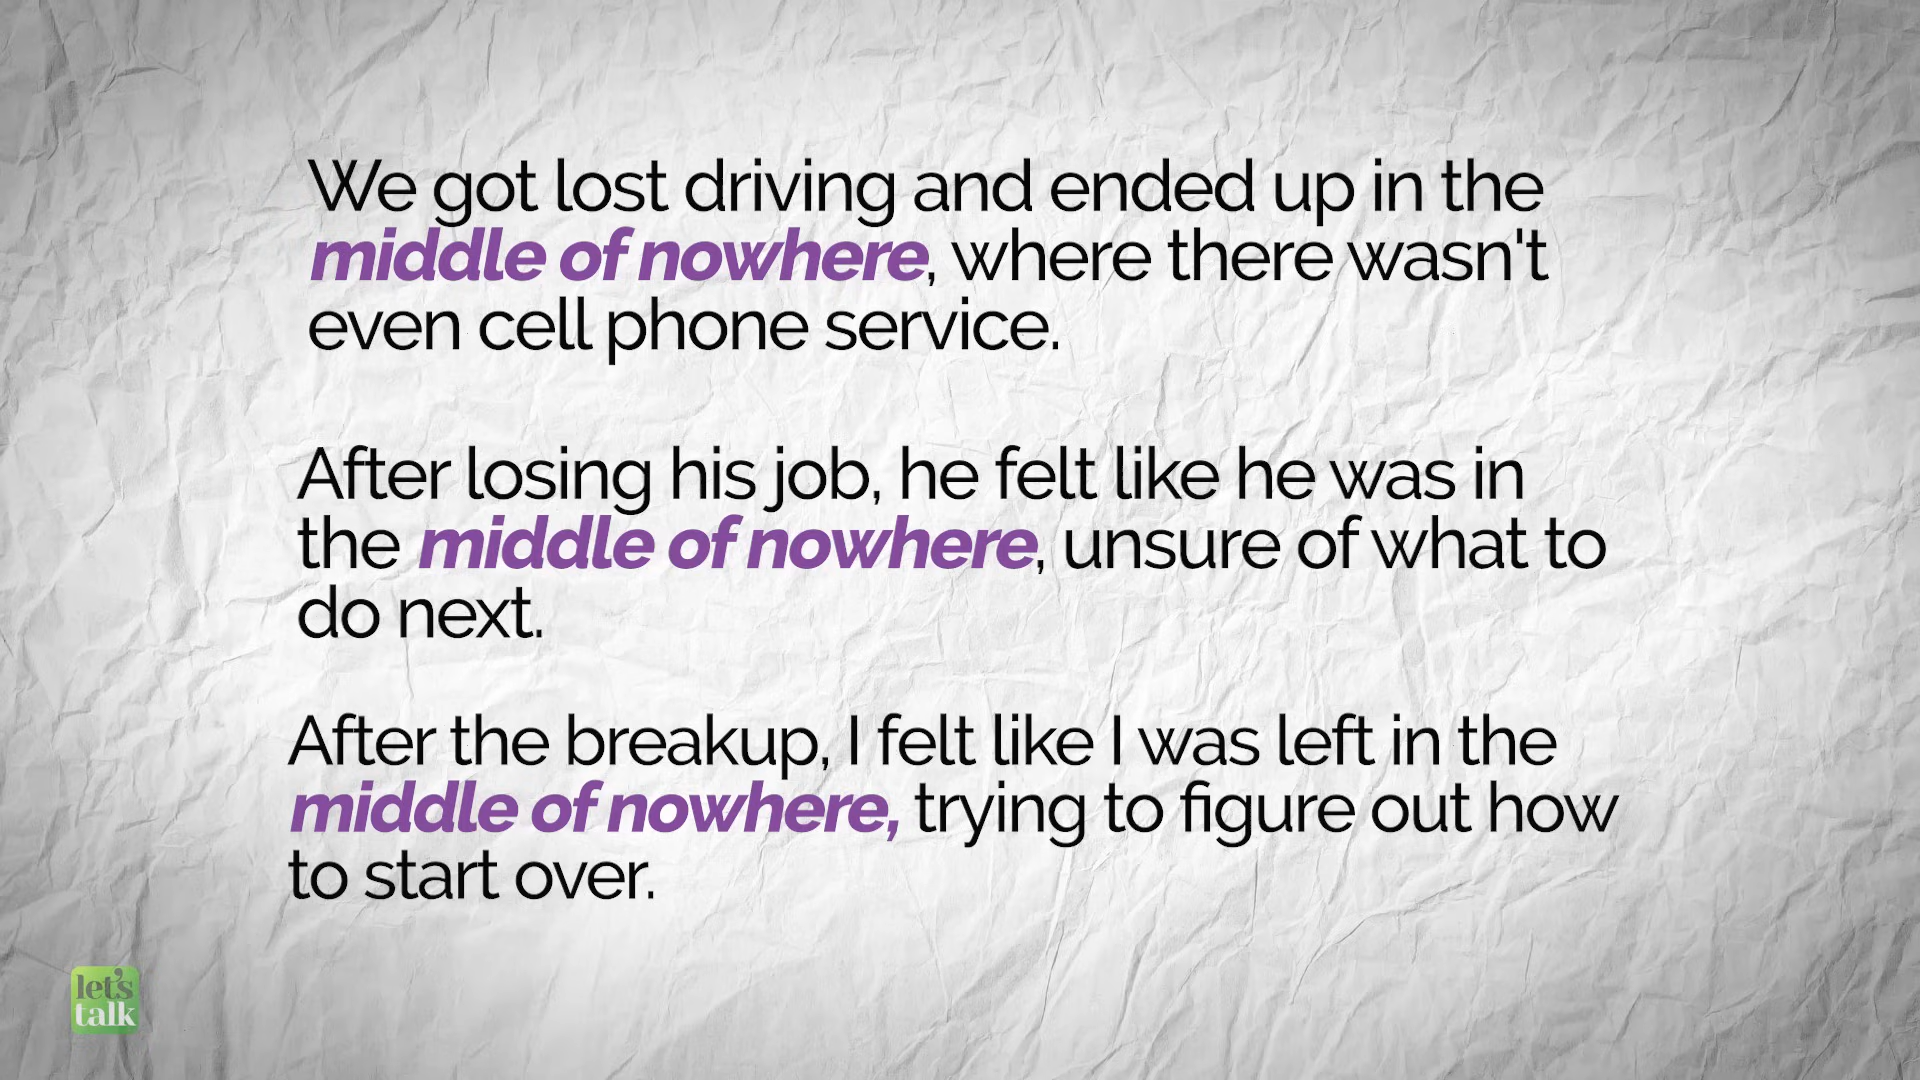 We got lost driving and ended up in the
middle of nowhere, where there wasn't
even cell phone service.
After losing his job, he felt like he was in
the middle of nowhere, unsure of what to
do next.
After the breakup, I felt like I was left in the
middle of nowhere, trying to figure out how
to start over.
let's
talk